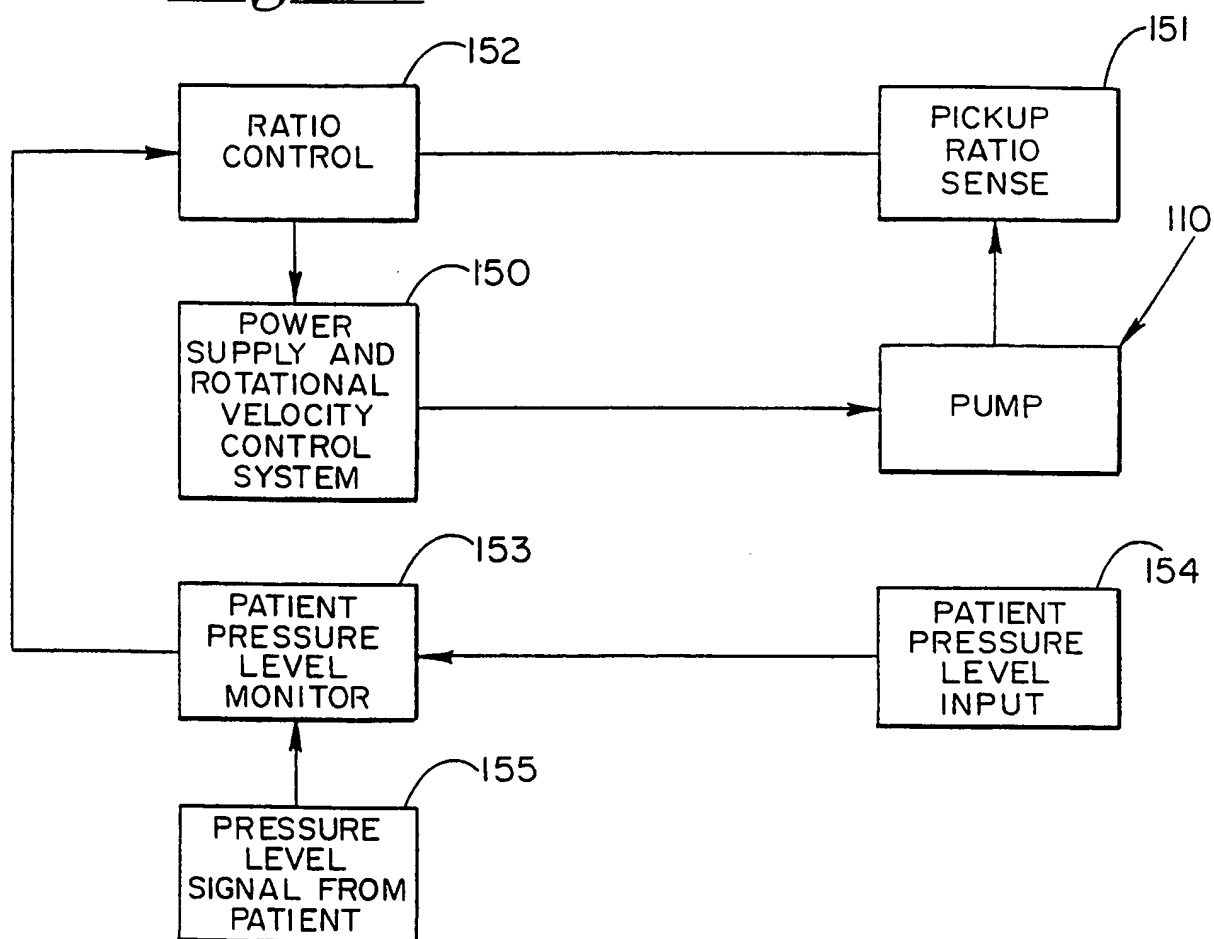 152
151
RATIO
CONTROL
PICKUP
RATIO
SENSE
110
150
POWER
SUPPLY AND
ROTATIONAL
VELOCITY
CONTROL
SYSTEM
PUMP
153
154
PATIENT
PRESSURE
LEVEL
MONITOR
PATIENT
PRESSURE
LEVEL
INPUT
155
PRESSURE
LEVEL
SIGNAL FROM
PATIENT